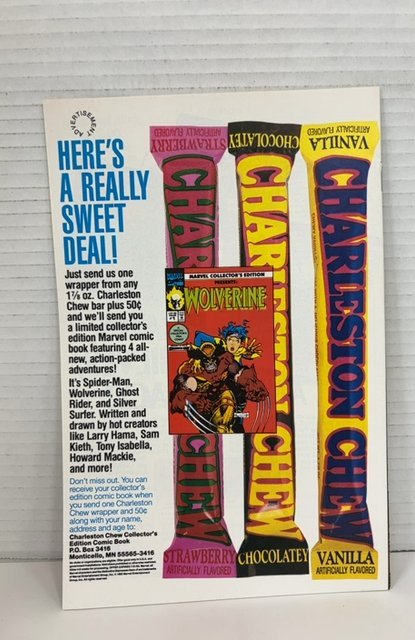 ADVERTISEMENT
HERE'S
A REALLY
SWEET
DEAL!
Just send us one
wrapper from any
1⅞ oz. Charleston
Chew bar plus 50¢
and we'll send you
a limited collector's
edition Marvel comic
book featuring 4 all-
new, action-packed
adventures!
It's Spider-Man,
Wolverine, Ghost
Rider, and Silver
Surfer. Written and
drawn by hot creators
like Larry Hama, Sam
Kieth, Tony Isabella,
Howard Mackie,
and more!
Don't miss out. You can
receive your collector's
edition comic book when
you send one Charleston
Chew wrapper and 50¢
along with your name,
address and age to:
Charleston Chew Collector's
Edition Comic Book
P.O. Box 3416
Monticello, MN 55565-3416
STRAWBERRY
ARTIFICIALLY FLAVORED
CHARLESTON CHEW
STRAWBERRY
ARTIFICIALLY FLAVORED
CHOCOLATEY
CHARLESTON CHEW
CHOCOLATEY
VANILLA
ARTIFICIALLY FLAVORED
CHARLESTON CHEW
VANILLA
ARTIFICIALLY FLAVORED
MARVEL COLLECTOR'S EDITION
PRESENTS:
WOLVERINE